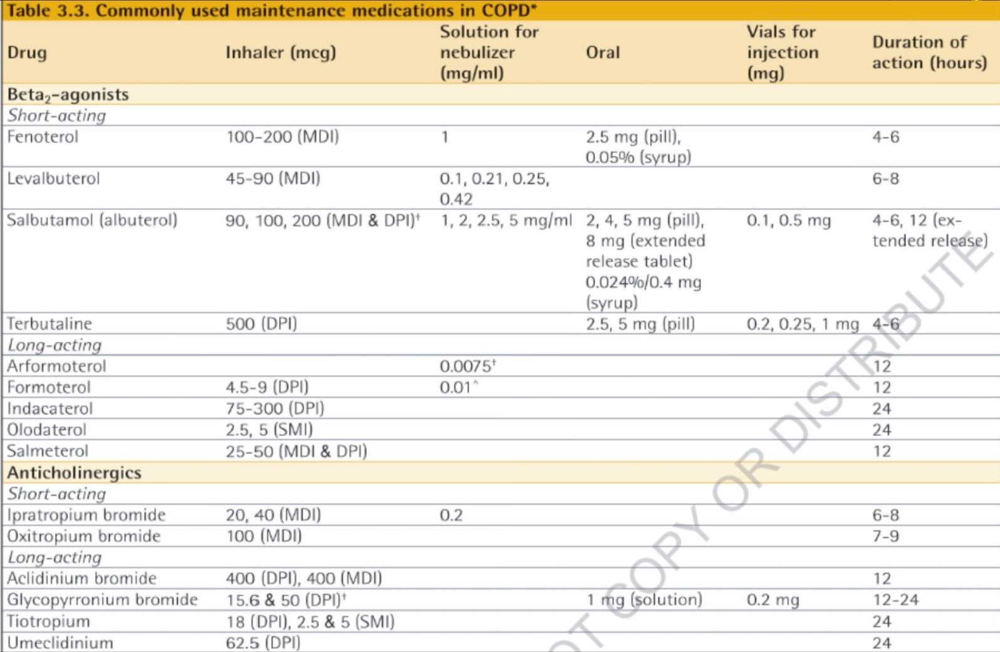 Table 3.3. Commonly used maintenance medications in COPD*
Drug Inhaler (mcg) Solution for nebulizer (mg/ml) Oral Vials for injection (mg) Duration of action (hours)
Beta₂-agonists
Short-acting
Fenoterol 100-200 (MDI) 1 2.5 mg (pill), 0.05% (syrup) 4-6
Levalbuterol 45-90 (MDI) 0.1, 0.21, 0.25, 0.42 6-8
Salbutamol (albuterol) 90, 100, 200 (MDI & DPI)† 1, 2, 2.5, 5 mg/ml 2, 4, 5 mg (pill), 8 mg (extended release tablet) 0.024%/0.4 mg (syrup) 0.1, 0.5 mg 4-6, 12 (ex-tended release)
Terbutaline 500 (DPI) 2.5, 5 mg (pill) 0.2, 0.25, 1 mg 4-6
Long-acting
Arformoterol 0.0075† 12
Formoterol 4.5-9 (DPI) 0.01^ 12
Indacaterol 75-300 (DPI) 24
Olodaterol 2.5, 5 (SMI) 24
Salmeterol 25-50 (MDI & DPI) 12
Anticholinergics
Short-acting
Ipratropium bromide 20, 40 (MDI) 0.2 6-8
Oxitropium bromide 100 (MDI) 7-9
Long-acting
Aclidinium bromide 400 (DPI), 400 (MDI) 12
Glycopyrronium bromide 15.6 & 50 (DPI)† 1 mg (solution) 0.2 mg 12-24
Tiotropium 18 (DPI), 2.5 & 5 (SMI) 24
Umeclidinium 62.5 (DPI) 24
OT COPY OR DISTRIBUTE